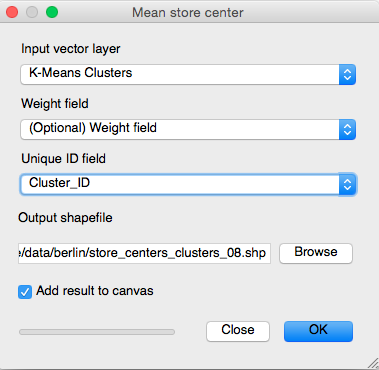 Mean store center
Input vector layer
K-Means Clusters
Weight field
(Optional) Weight field
Unique ID field
Cluster_ID
Output shapefile
e/data/berlin/store_centers_clusters_08.shp
Browse
Add result to canvas
Close
OK